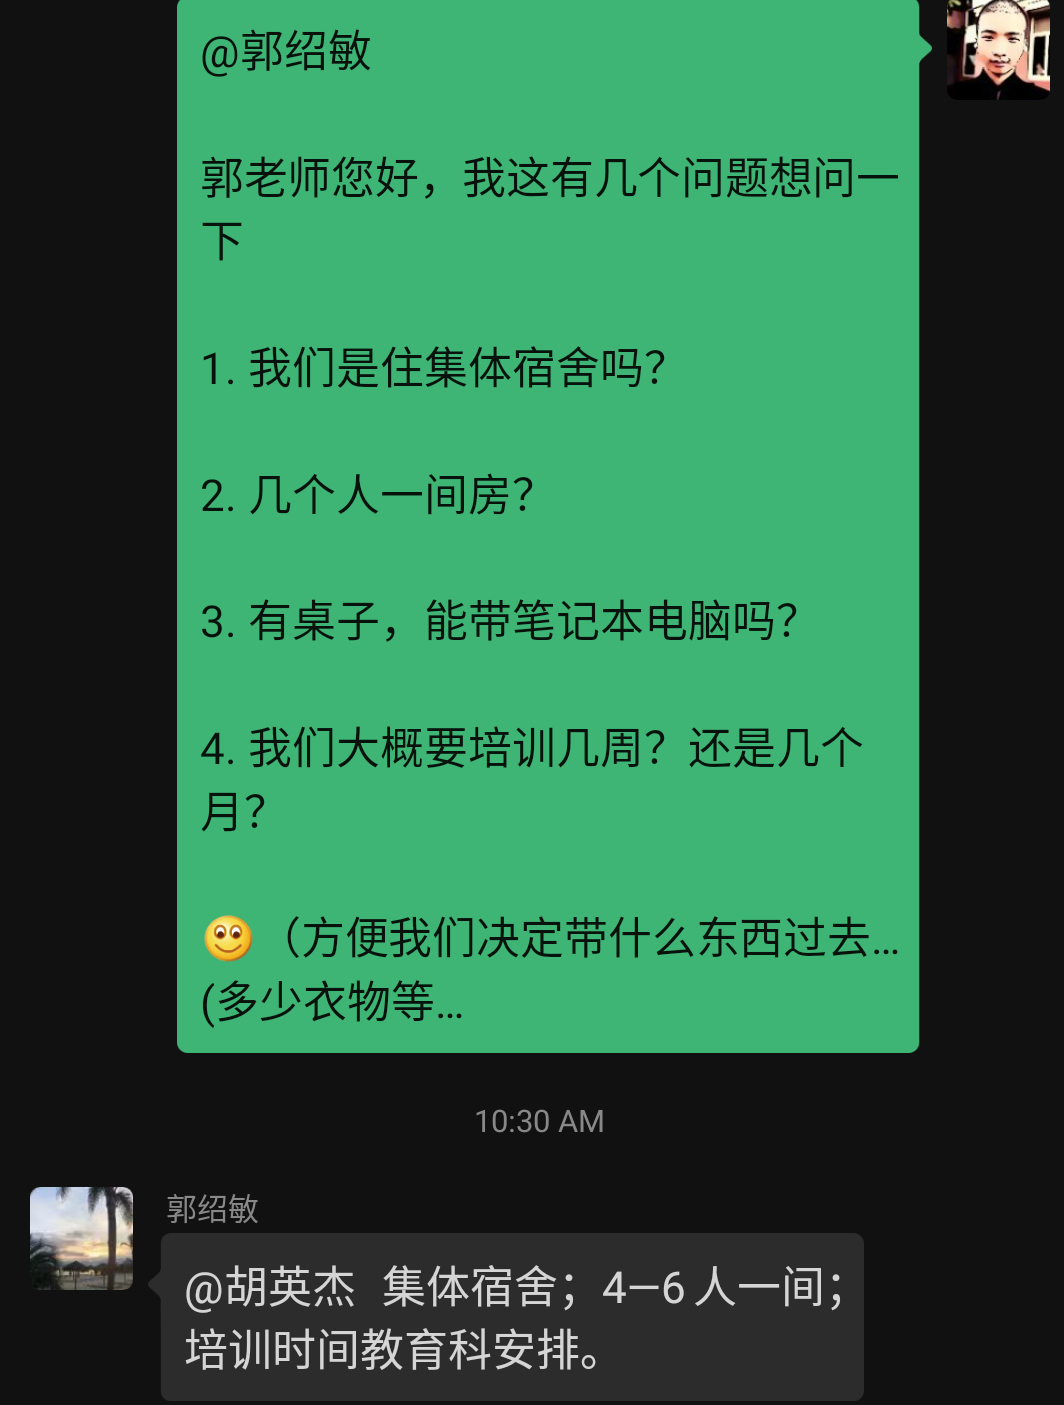 @郭绍敏
郭老师您好，我这有几个问题想问一
下
1. 我们是住集体宿舍吗？
2. 几个人一间房？
3. 有桌子，能带笔记本电脑吗？
4. 我们大概要培训几周？还是几个
月？
（方便我们决定带什么东西过去...
(多少衣物等...
10:30 AM
郭绍敏
@胡英杰 集体宿舍；4—6 人一间；
培训时间教育科安排。